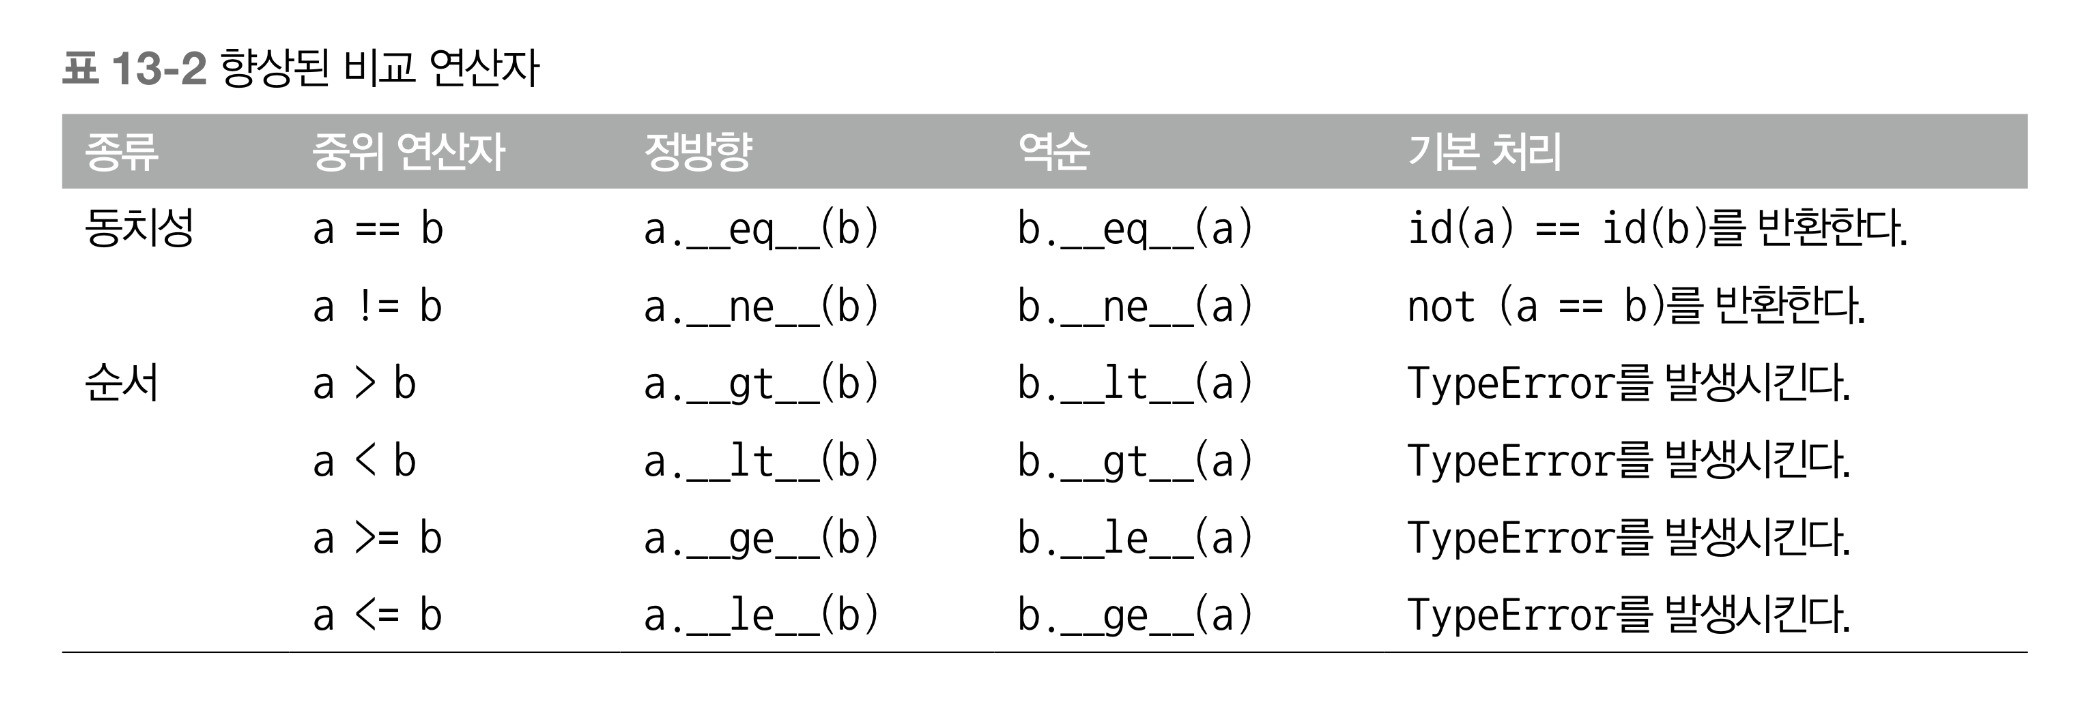 표 13-2 향상된 비교 연산자
종류 중위 연산자 정방향 역순 기본 처리
동치성 a == b a.__eq__(b) b.__eq__(a) id(a) == id(b)를 반환한다.
a != b a.__ne__(b) b.__ne__(a) not (a == b)를 반환한다.
순서 a > b a.__gt__(b) b.__lt__(a) TypeError를 발생시킨다.
a < b a.__lt__(b) b.__gt__(a) TypeError를 발생시킨다.
a >= b a.__ge__(b) b.__le__(a) TypeError를 발생시킨다.
a <= b a.__le__(b) b.__ge__(a) TypeError를 발생시킨다.